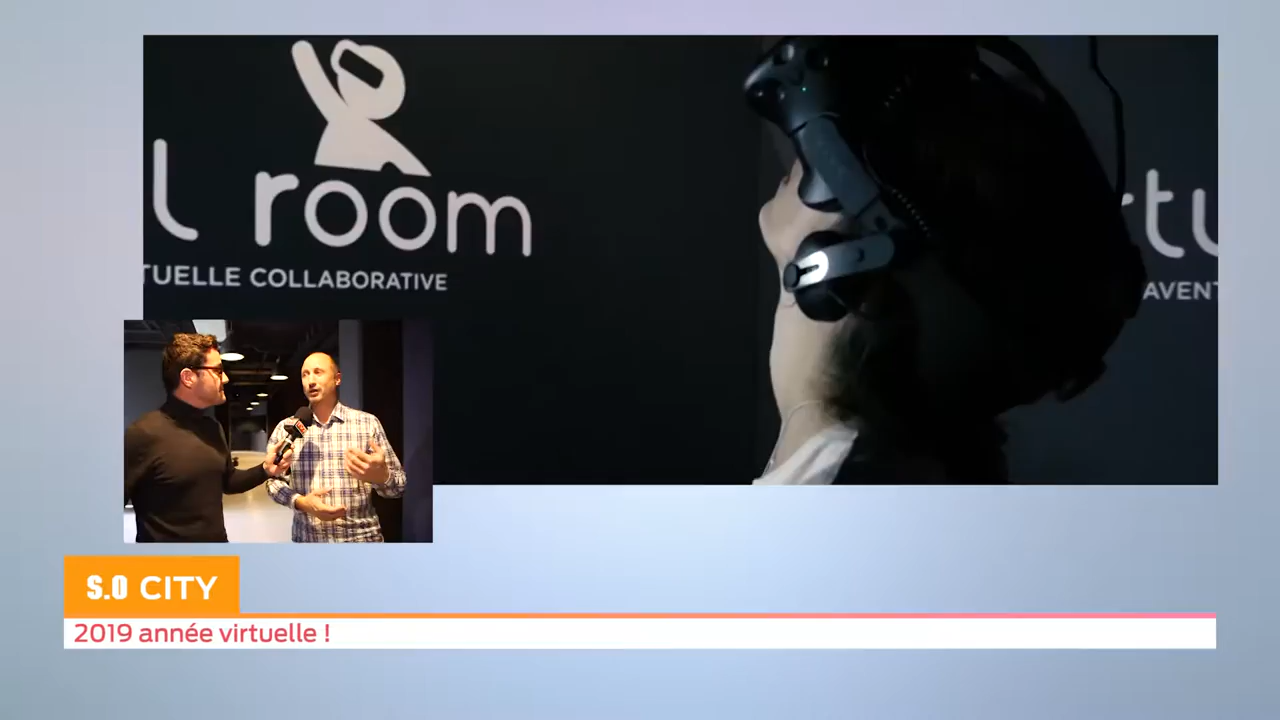 l room
TUELLE COLLABORATIVE
rtu
AVENT
S.O CITY
2019 année virtuelle !